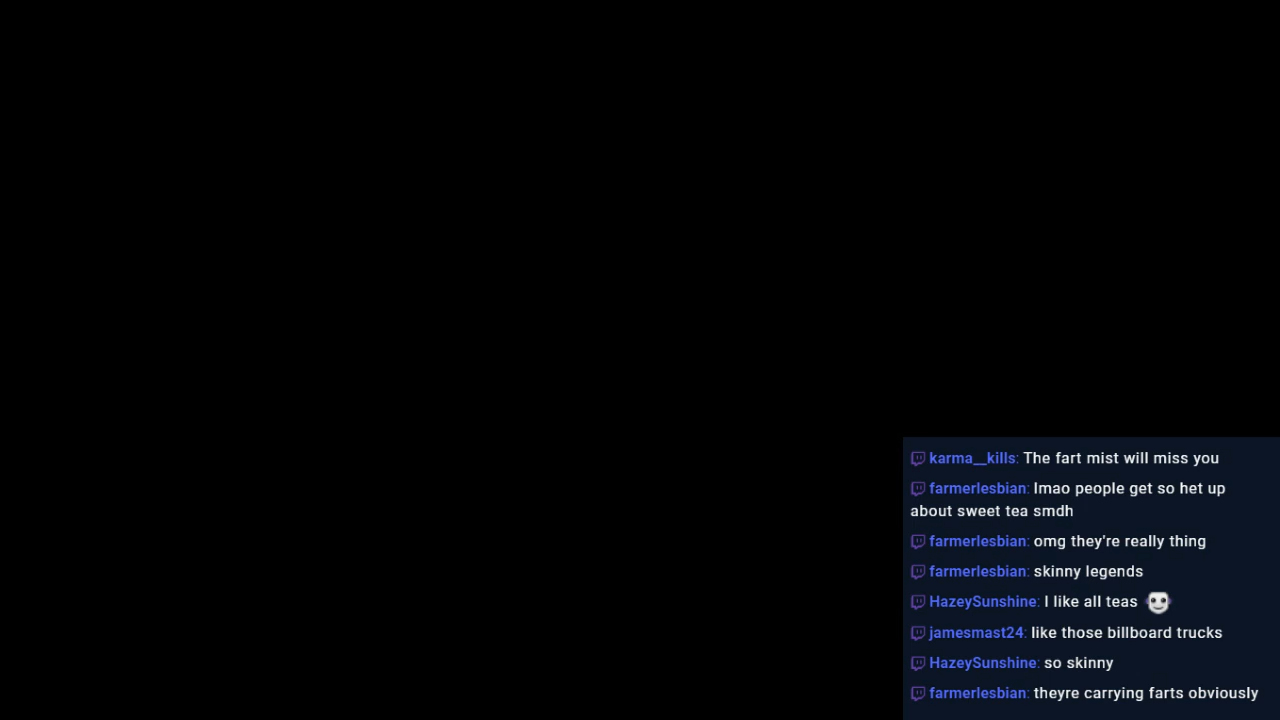 karma__kills: The fart mist will miss you
farmerlesbian: lmao people get so het up
about sweet tea smdh
farmerlesbian: omg they're really thing
farmerlesbian: skinny legends
HazeySunshine: I like all teas
jamesmast24: like those billboard trucks
HazeySunshine: so skinny
farmerlesbian: theyre carrying farts obviously